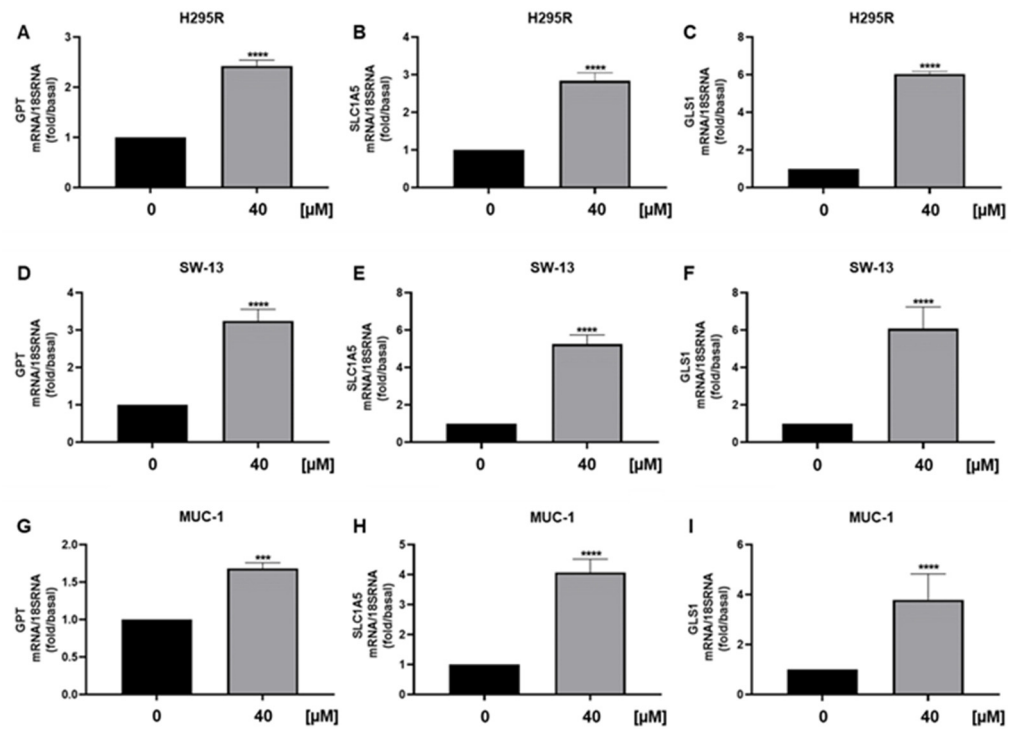 A
H295R
GPT
mRNA/18SRNA
(fold/basal)
3
2
1
0
****
0
40
[µM]
B
H295R
SLC1A5
mRNA/18SRNA
(fold/basal)
4
3
2
1
0
****
0
40
[µM]
C
H295R
GLS1
mRNA/18SRNA
(fold/basal)
8
6
4
2
0
****
0
40
[µM]
D
SW-13
GPT
mRNA/18SRNA
(fold/basal)
4
3
2
1
0
****
0
40
[µM]
E
SW-13
SLC1A5
mRNA/18SRNA
(fold/basal)
8
6
4
2
0
****
0
40
[µM]
F
SW-13
GLS1
mRNA/18SRNA
(fold/basal)
8
6
4
2
0
****
0
40
[µM]
G
MUC-1
GPT
mRNA/18SRNA
(fold/basal)
2.0
1.5
1.0
0.5
0.0
***
0
40
[µM]
H
MUC-1
SLC1A5
mRNA/18SRNA
(fold/basal)
5
4
3
2
1
0
****
0
40
[µM]
I
MUC-1
GLS1
mRNA/18SRNA
(fold/basal)
6
4
2
0
****
0
40
[µM]